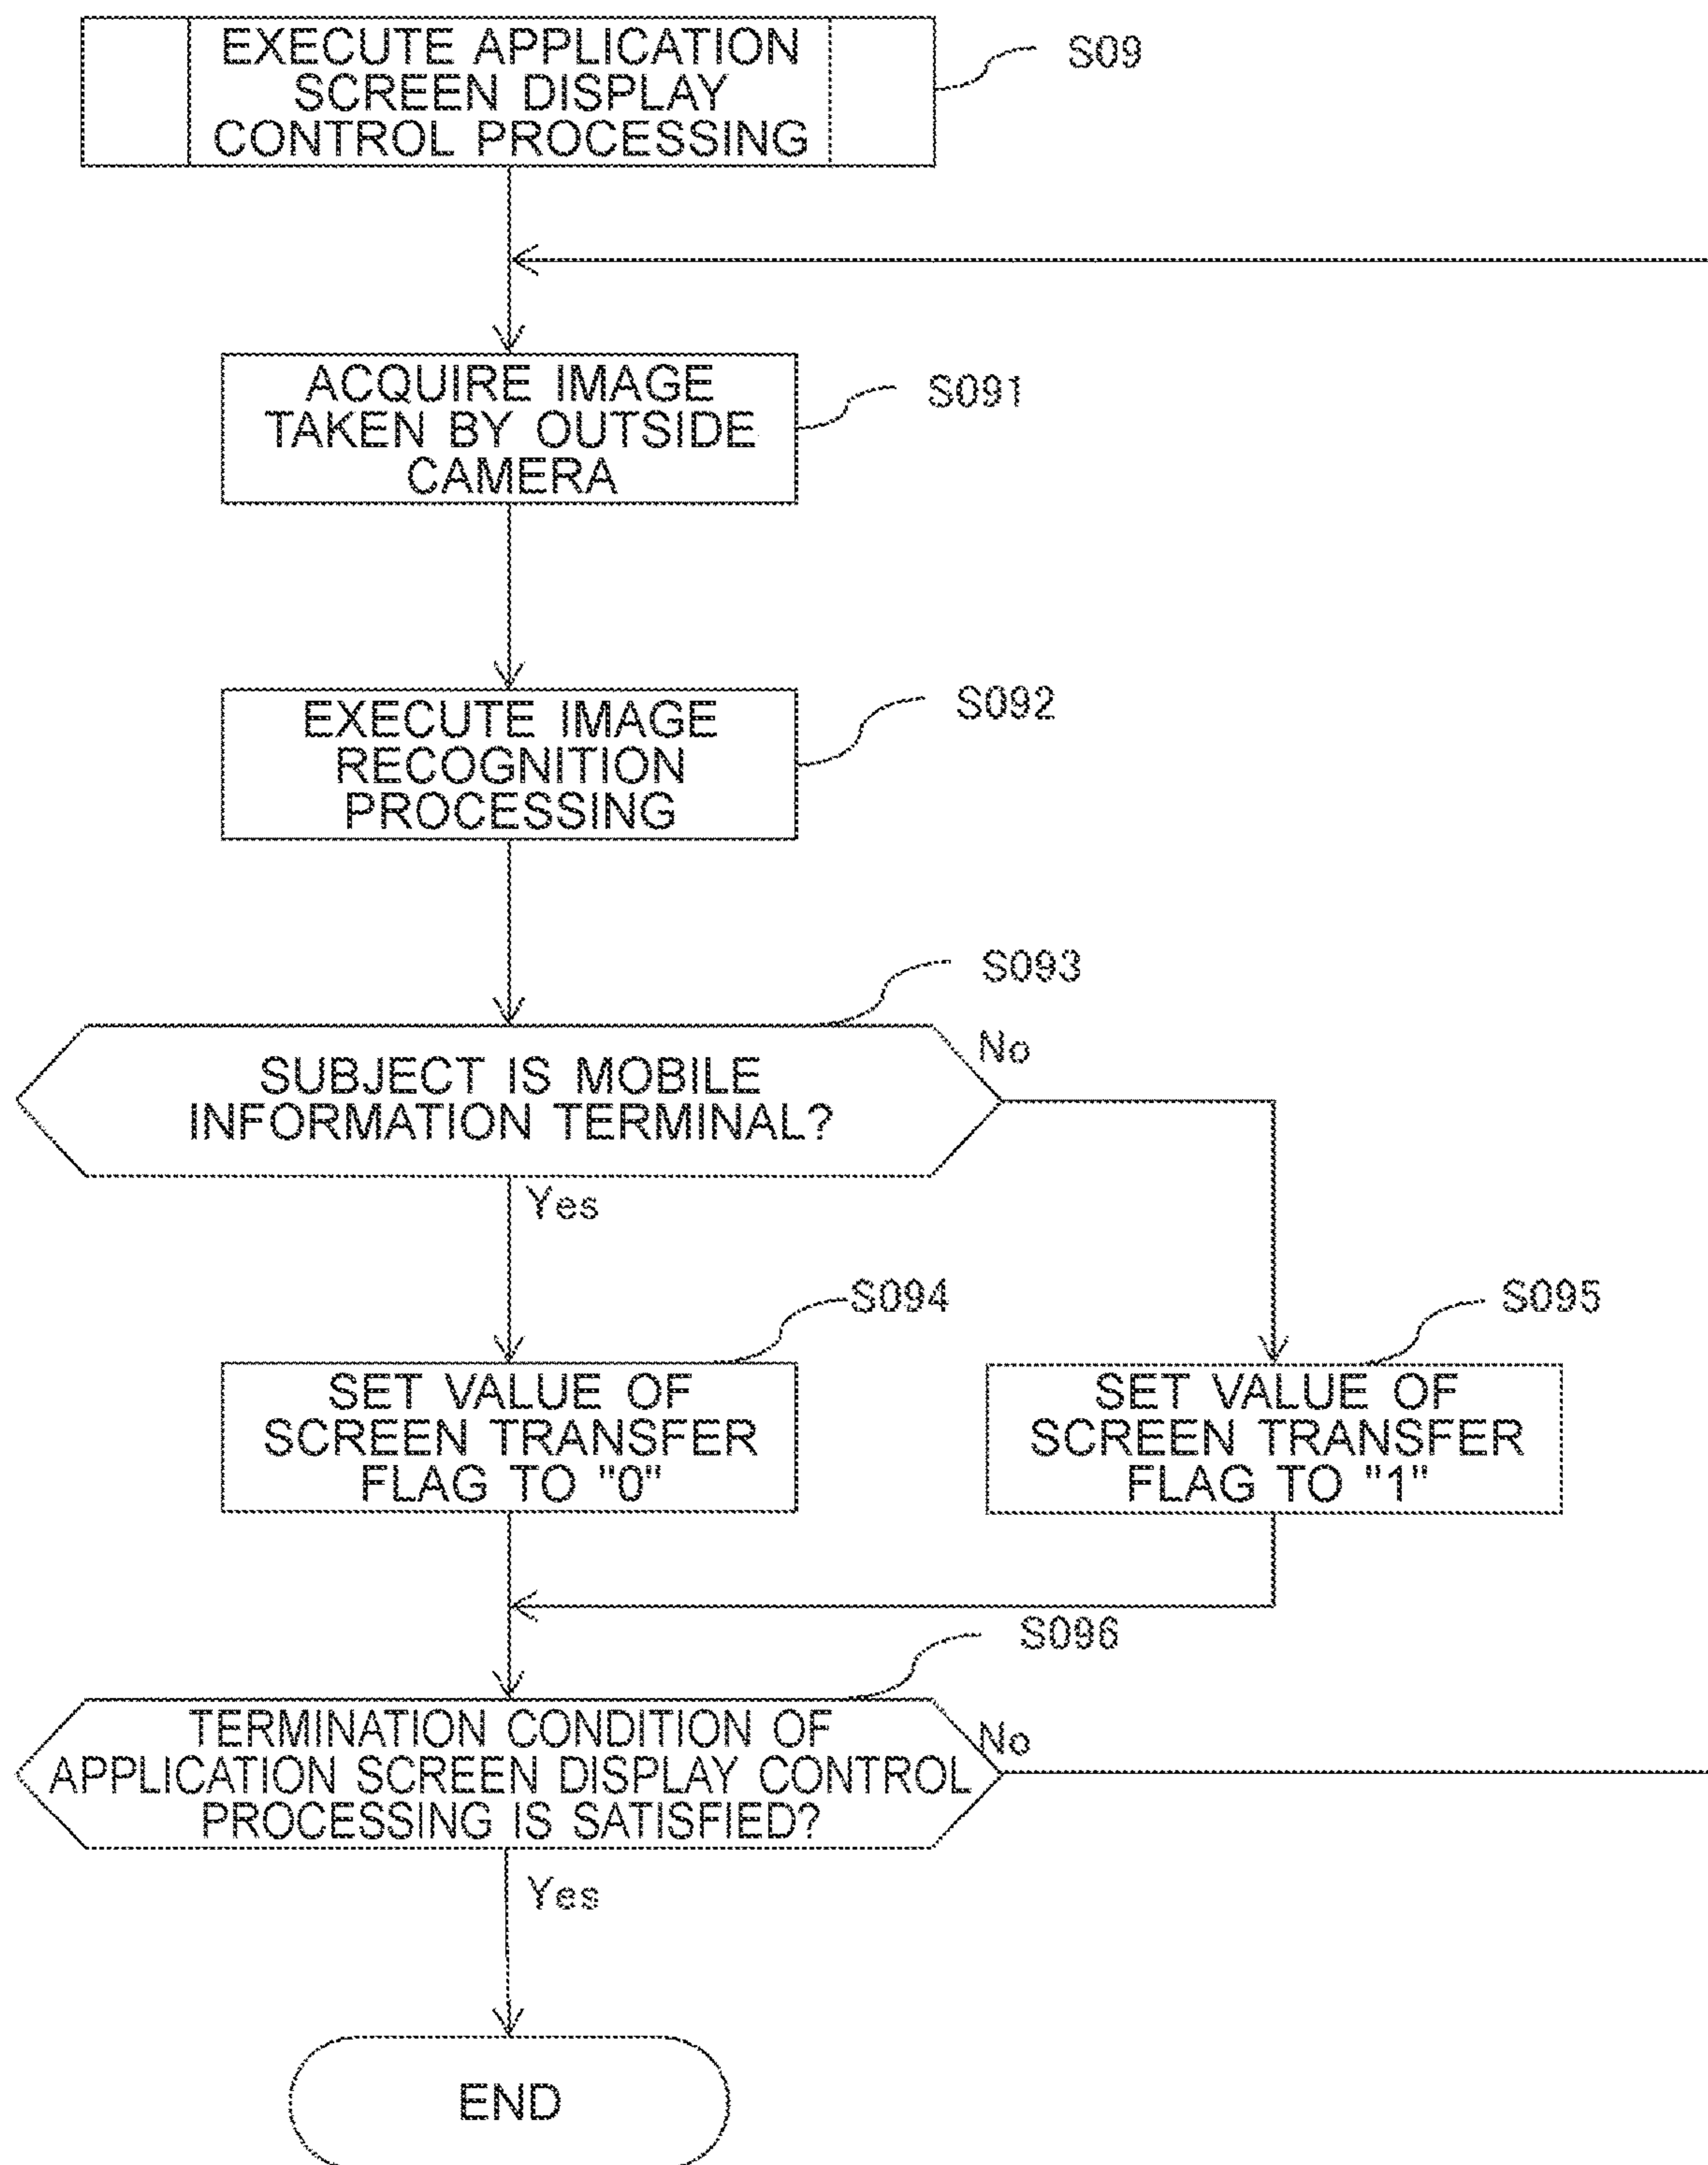 EXECUTE APPLICATION
SCREEN DISPLAY
CONTROL PROCESSING
S09
ACQUIRE IMAGE
TAKEN BY OUTSIDE
CAMERA
S091
EXECUTE IMAGE
RECOGNITION
PROCESSING
S092
S093
SUBJECT IS MOBILE
INFORMATION TERMINAL?
No
Yes
S094
S095
SET VALUE OF
SCREEN TRANSFER
FLAG TO "0"
SET VALUE OF
SCREEN TRANSFER
FLAG TO "1"
S096
TERMINATION CONDITION OF
APPLICATION SCREEN DISPLAY CONTROL
PROCESSING IS SATISFIED?
No
Yes
END